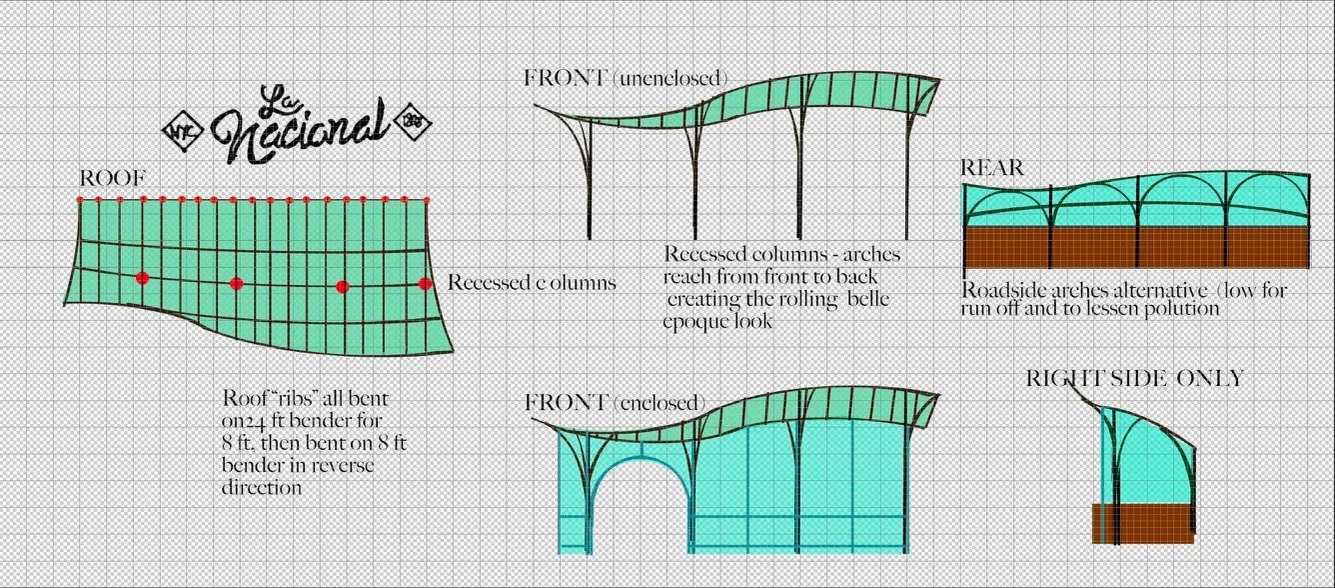 La
NYC Nacional
ROOF
Recessed c olumns
Roof "ribs" all bent
on24 ft bender for
8 ft, then bent on 8 ft
bender in reverse
direction
FRONT (unenclosed)
Recessed columns - arches
reach from front to back
creating the rolling belle
epoque look
FRONT (enclosed)
REAR
Roadside arches alternative (low for
run off and to lessen polution
RIGHT SIDE ONLY